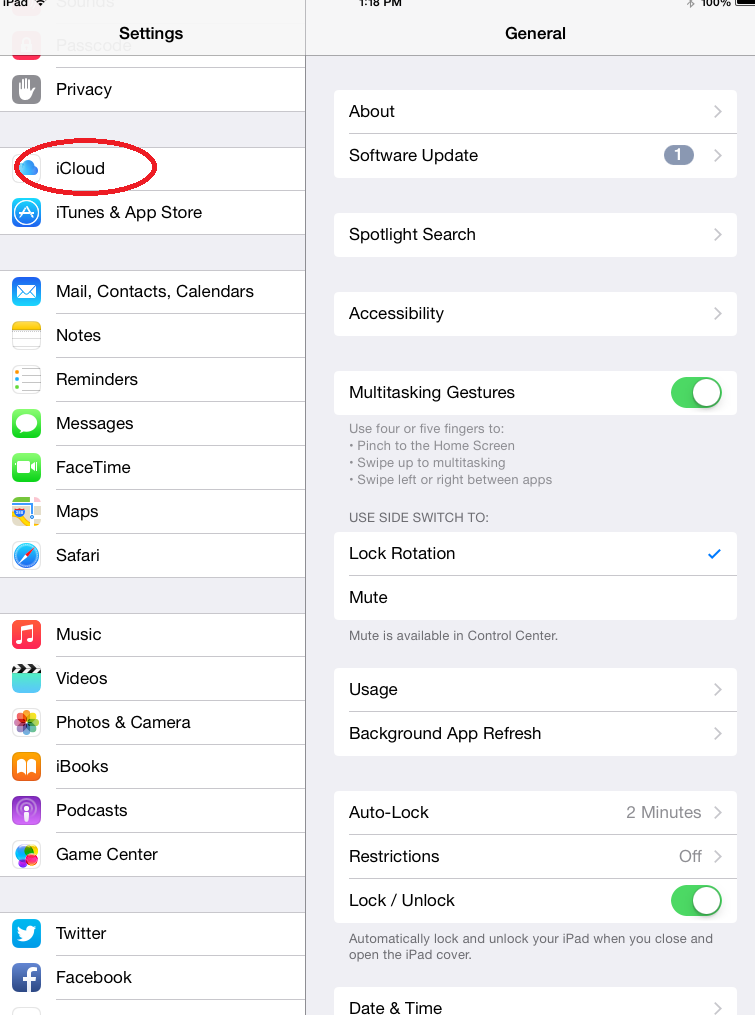 iPad
1:18 PM
100%
Sounds
Settings
Passcode
Privacy
iCloud
iTunes & App Store
Mail, Contacts, Calendars
Notes
Reminders
Messages
FaceTime
Maps
Safari
Music
Videos
Photos & Camera
iBooks
Podcasts
Game Center
Twitter
Facebook
General
About
Software Update 1
Spotlight Search
Accessibility
Multitasking Gestures
Use four or five fingers to:
• Pinch to the Home Screen
• Swipe up to multitasking
• Swipe left or right between apps
USE SIDE SWITCH TO:
Lock Rotation
Mute
Mute is available in Control Center.
Usage
Background App Refresh
Auto-Lock 2 Minutes
Restrictions Off
Lock / Unlock
Automatically lock and unlock your iPad when you close and
open the iPad cover.
Date & Time